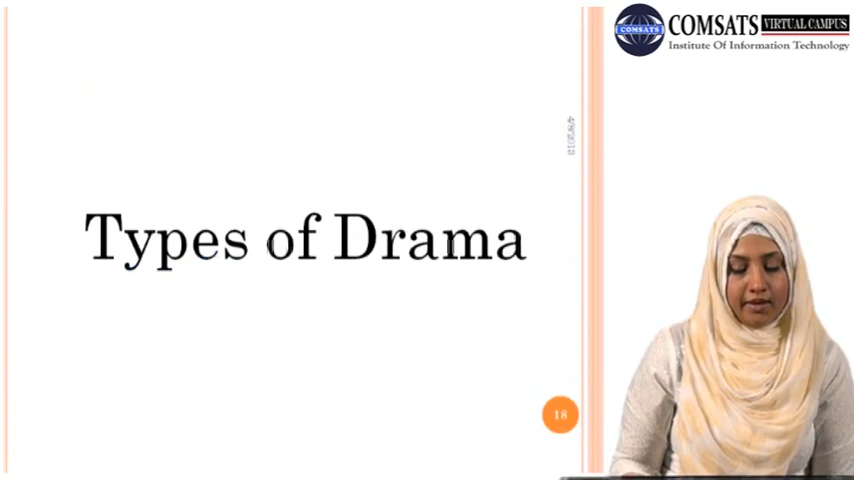 COMSATS VIRTUAL CAMPUS
Institute Of Information Technology
COMSATS
Types of Drama
18